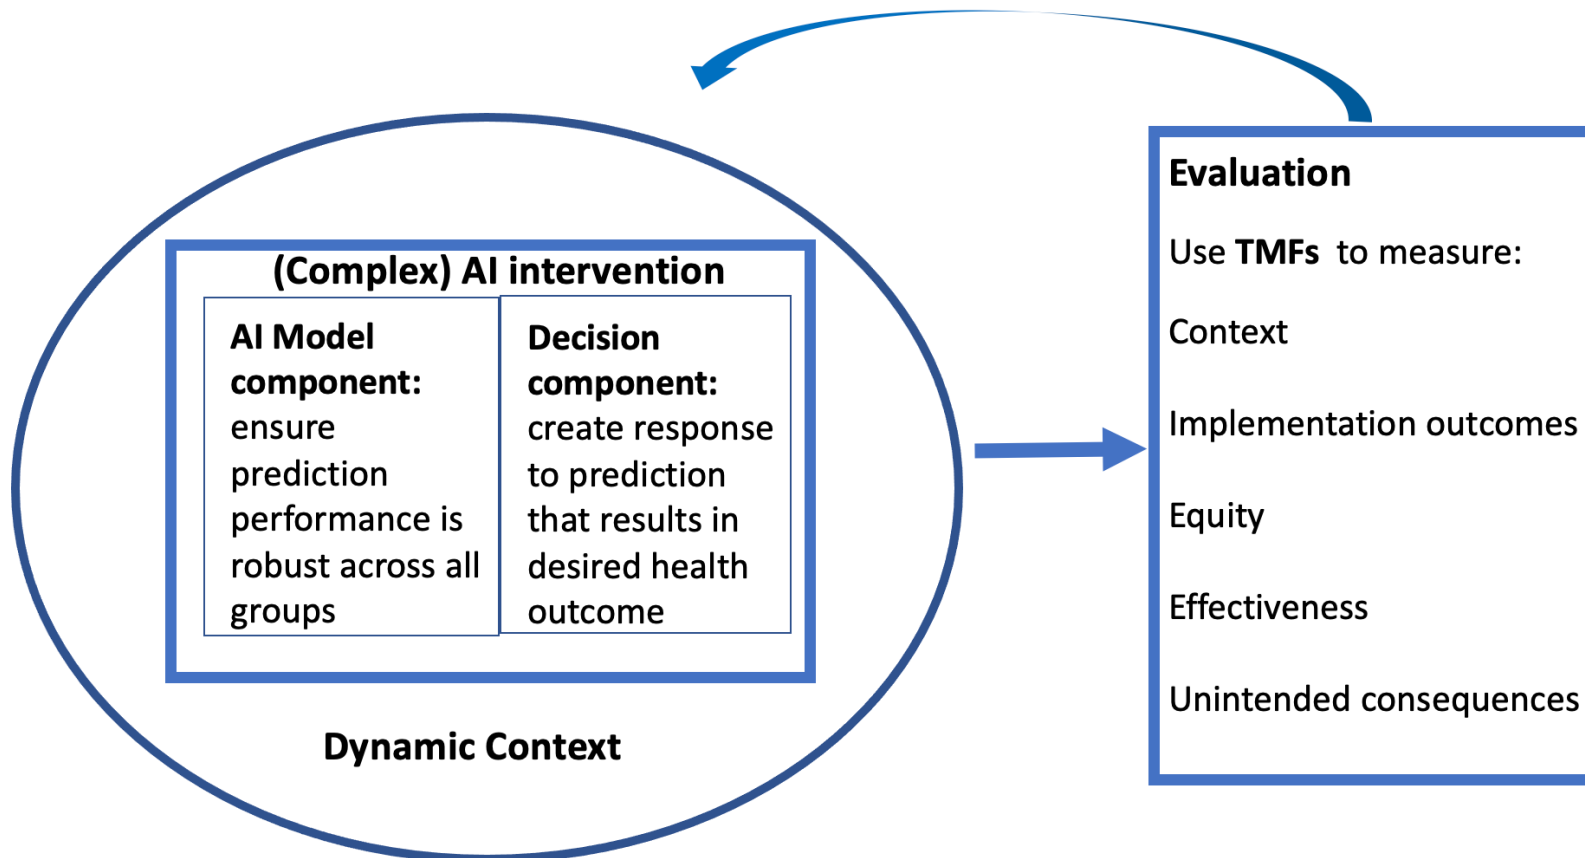 (Complex) AI intervention
AI Model
component:
ensure
prediction
performance is
robust across all
groups
Decision
component:
create response
to prediction
that results in
desired health
outcome
Dynamic Context
Evaluation
Use TMFs to measure:
Context
Implementation outcomes
Equity
Effectiveness
Unintended consequences